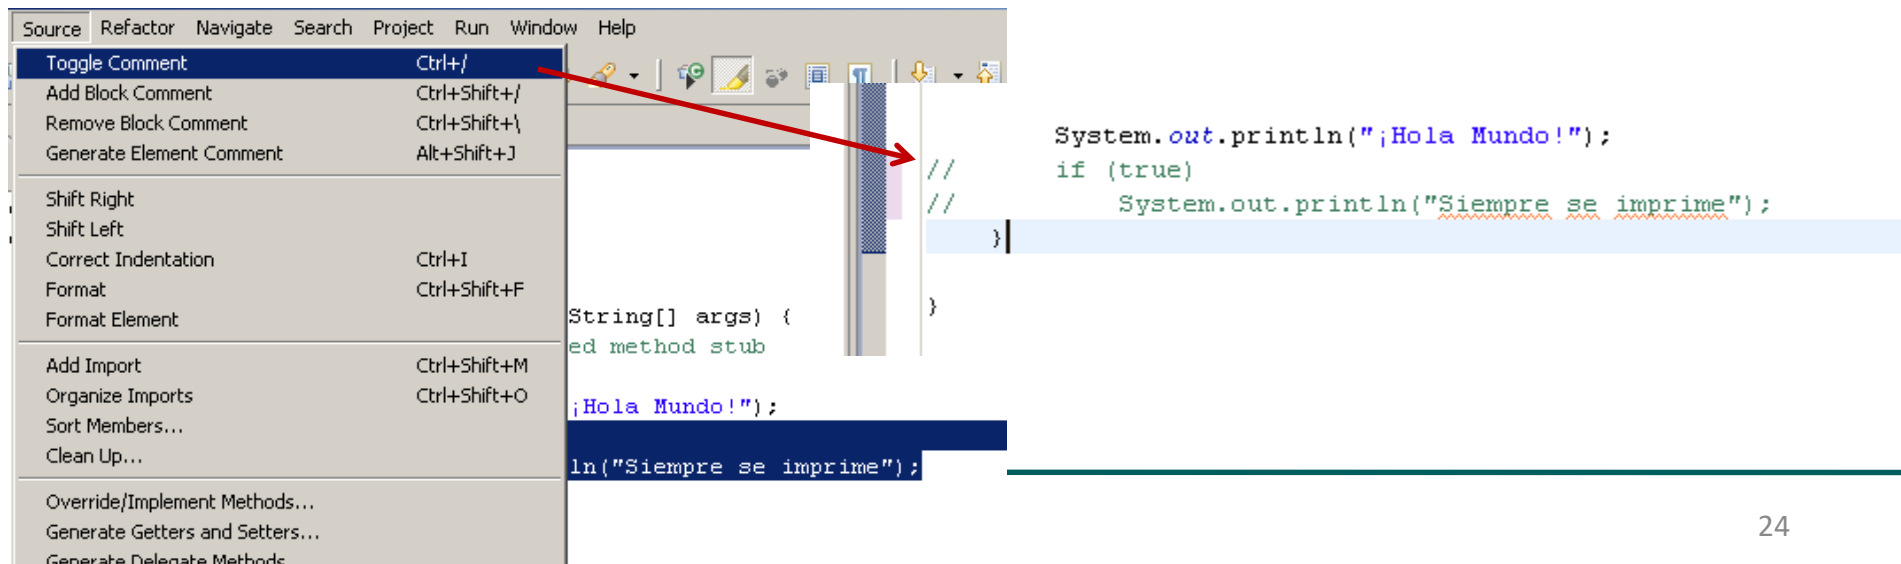 Source Refactor Navigate Search Project Run Window Help
Toggle Comment Ctrl+/
Add Block Comment Ctrl+Shift+/
Remove Block Comment Ctrl+Shift+\
Generate Element Comment Alt+Shift+J
Shift Right
Shift Left
Correct Indentation Ctrl+I
Format Ctrl+Shift+F
Format Element
Add Import Ctrl+Shift+M
Organize Imports Ctrl+Shift+O
Sort Members...
Clean Up...
Override/Implement Methods...
Generate Getters and Setters...
Generate Delegate Methods
String[] args) {
ed method stub
¡Hola Mundo!");
ln("Siempre se imprime");
System.out.println("¡Hola Mundo!");
// if (true)
// System.out.println("Siempre se imprime");
}
}
24